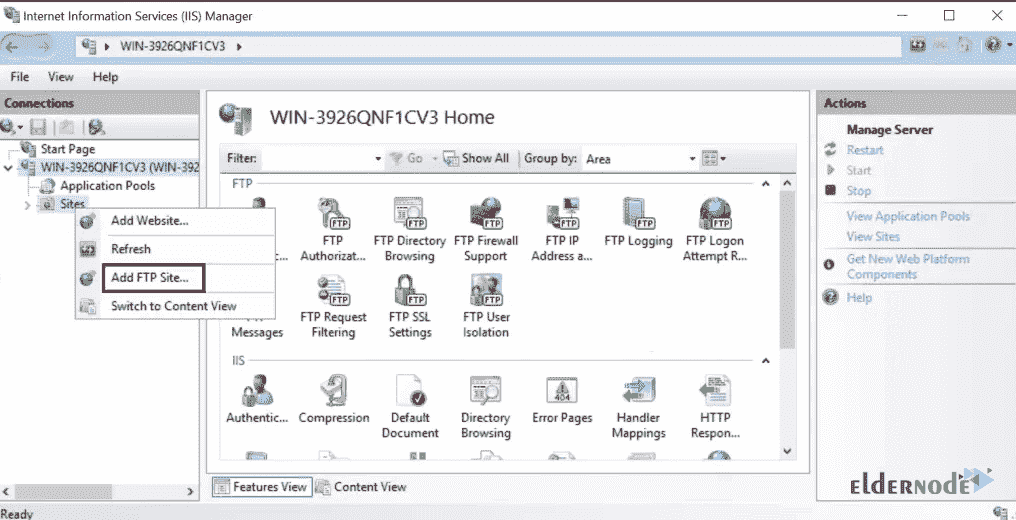 Internet Information Services (IIS) Manager
WIN-3926QNF1CV3
File View Help
Connections
Start Page
WIN-3926QNF1CV3 (WIN-392
Application Pools
Sites
Add Website...
Refresh
Add FTP Site...
Switch to Content View
WIN-3926QNF1CV3 Home
Filter: Go Show All Group by: Area
FTP
FTP
Authorizat...
FTP Directory
Browsing
FTP Firewall
Support
FTP IP
Address a...
FTP Logging
FTP Logon
Attempt R...
Messages
FTP Request
Filtering
FTP SSL
Settings
FTP User
Isolation
IIS
Authentic...
Compression
Default
Document
Directory
Browsing
Error Pages
Handler
Mappings
HTTP
Respon...
Features View Content View
Actions
Manage Server
Restart
Start
Stop
View Application Pools
View Sites
Get New Web Platform
Components
Help
eldernode
Ready